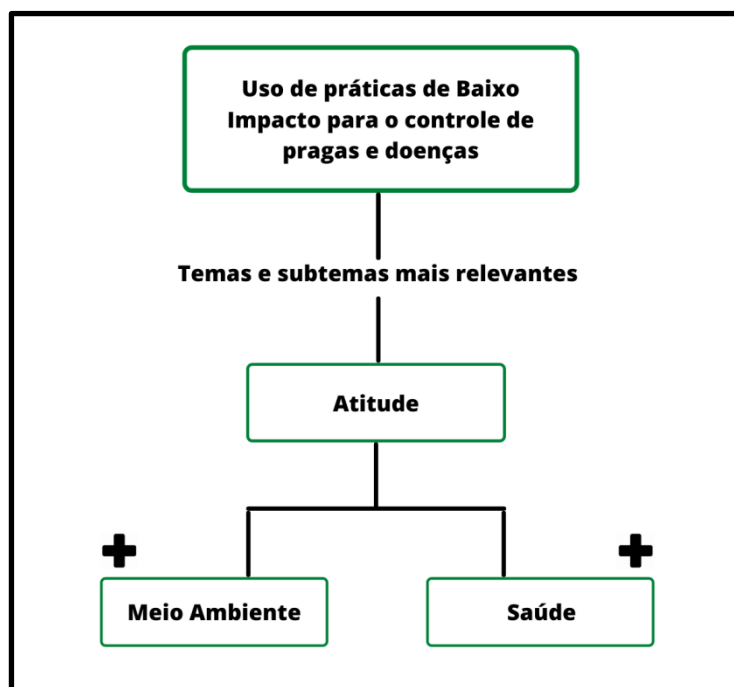 Uso de práticas de Baixo
Impacto para o controle de
pragas e doenças
Temas e subtemas mais relevantes
Atitude
Meio Ambiente
Saúde